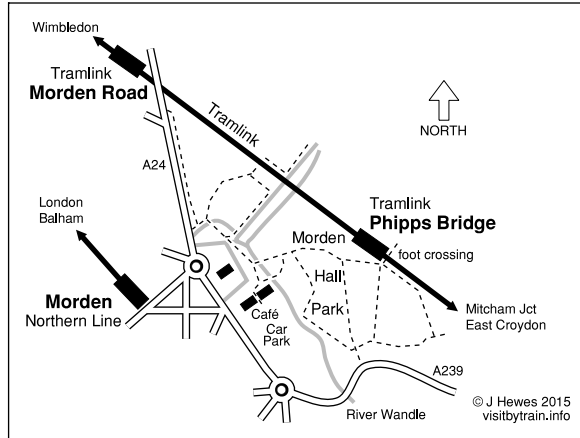 Wimbledon
Tramlink
Morden Road
Tramlink
NORTH
A24
London
Balham
Tramlink
Phipps Bridge
foot crossing
Morden
Hall
Park
Morden
Northern Line
Café
Car
Park
Mitcham Jct
East Croydon
A239
River Wandle
© J Hewes 2015
visitbytrain.info